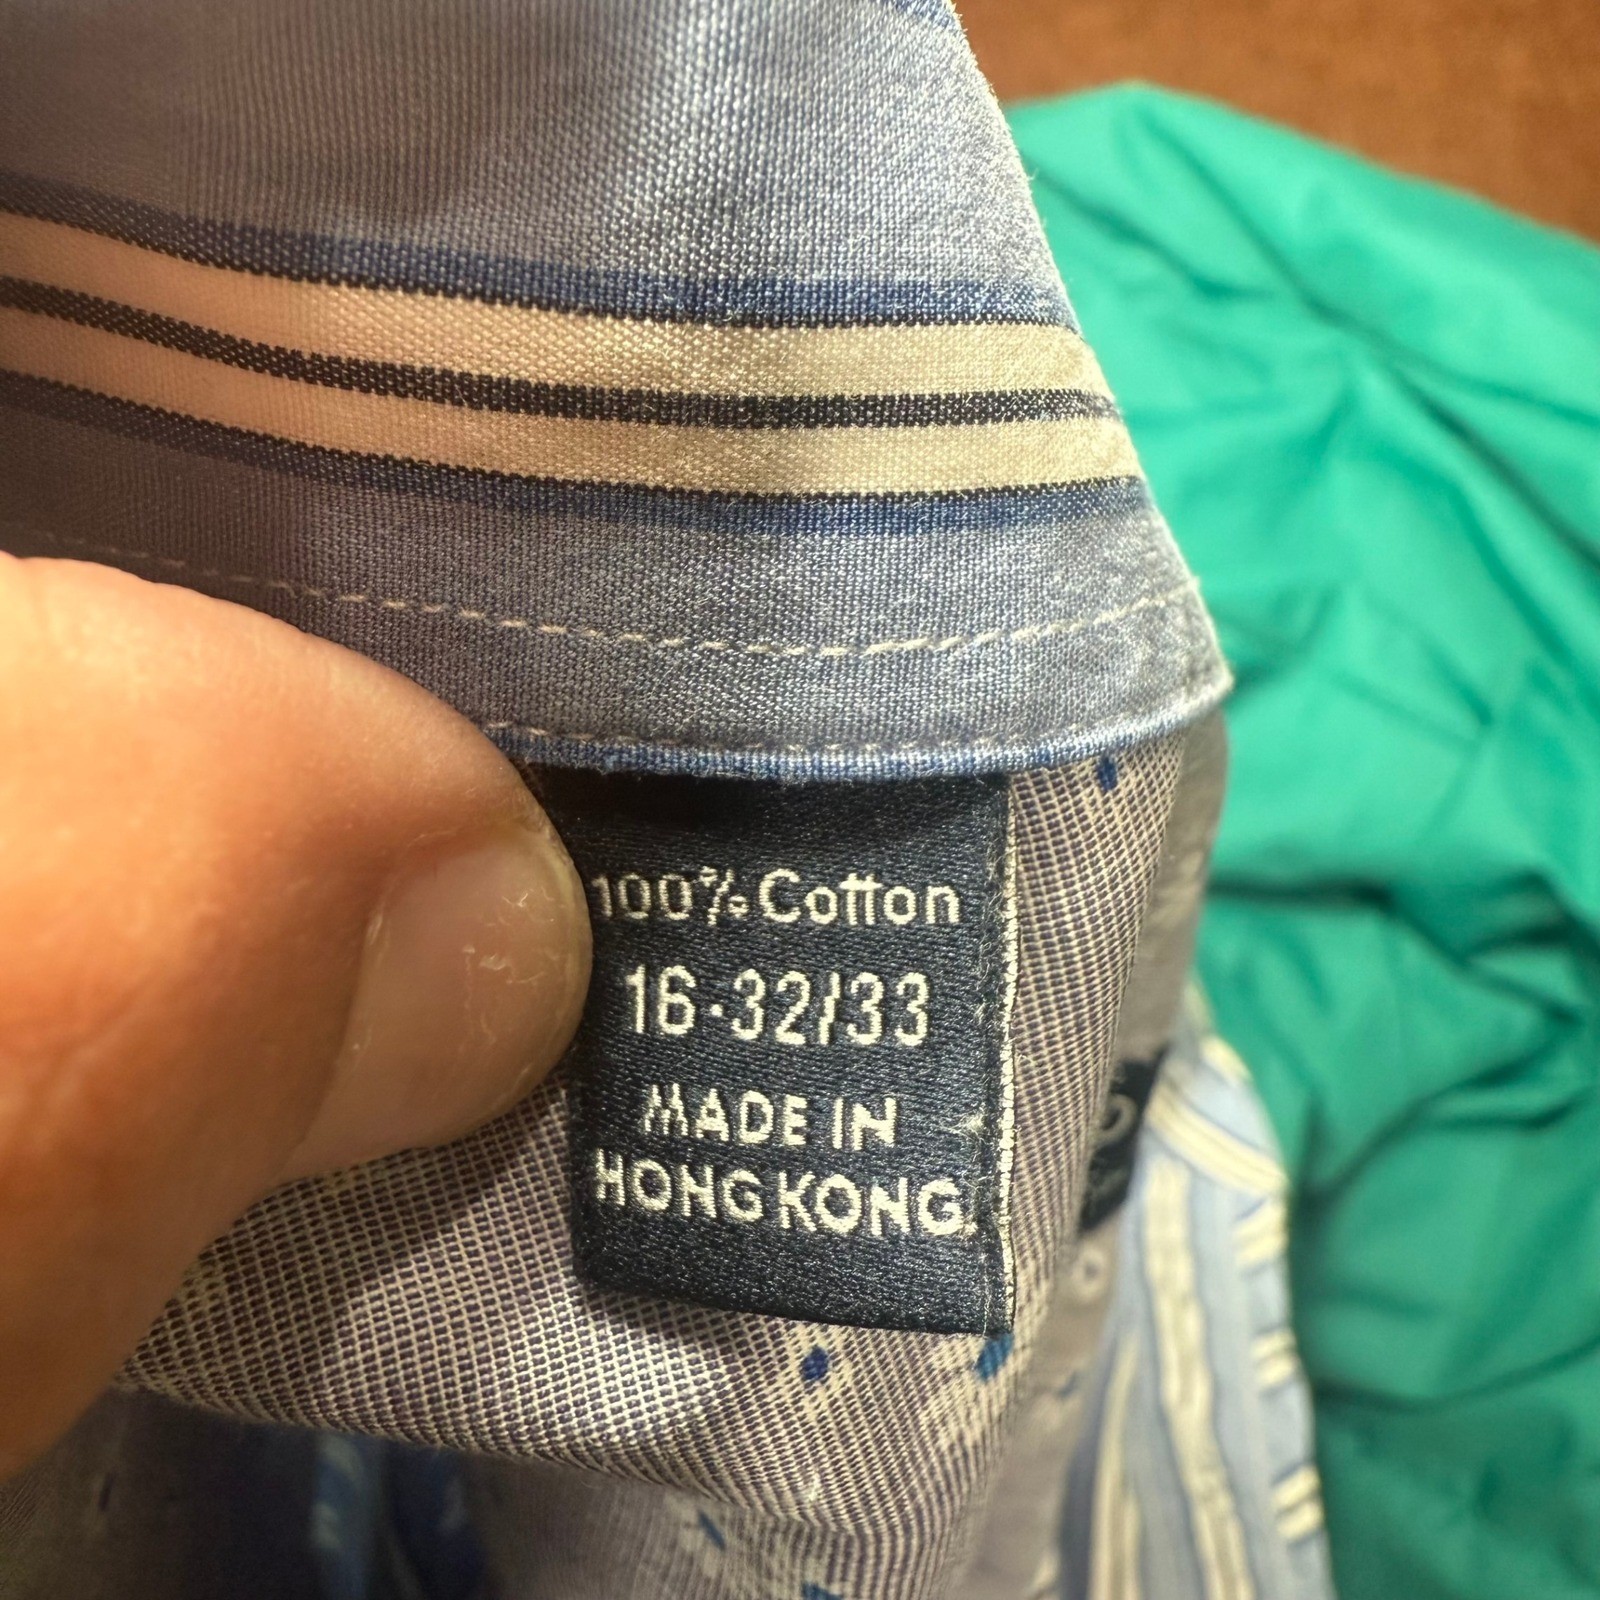 100% Cotton
16-32/33
MADE IN
HONG KONG